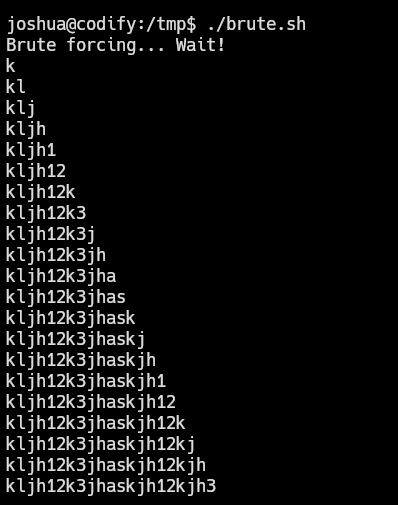 joshua@codify:/tmp$ ./brute.sh
Brute forcing... Wait!
k
kl
klj
kljh
kljh1
kljh12
kljh12k
kljh12k3
kljh12k3j
kljh12k3jh
kljh12k3jha
kljh12k3jhas
kljh12k3jhask
kljh12k3jhaskj
kljh12k3jhaskjh
kljh12k3jhaskjh1
kljh12k3jhaskjh12
kljh12k3jhaskjh12k
kljh12k3jhaskjh12kj
kljh12k3jhaskjh12kjh
kljh12k3jhaskjh12kjh3